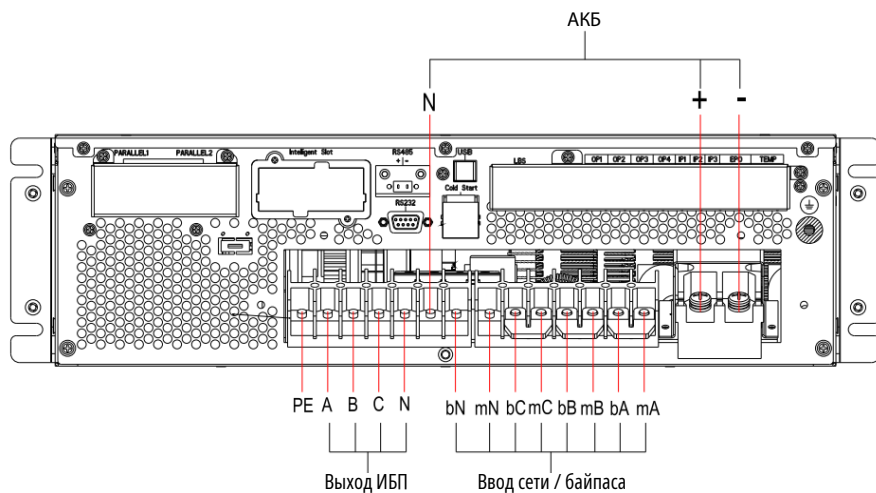 АКБ
N + -
PARALLEL1 PARALLEL2 Intelligent Slot RS485 USB
+ -
LBS OP1 OP2 OP3 OP4 IP1 IP2 IP3 EPO TEMP
Cold Start
RS232
PE A B C N bN mN bC mC bB mB bA mA
Выход ИБП Ввод сети / байпаса